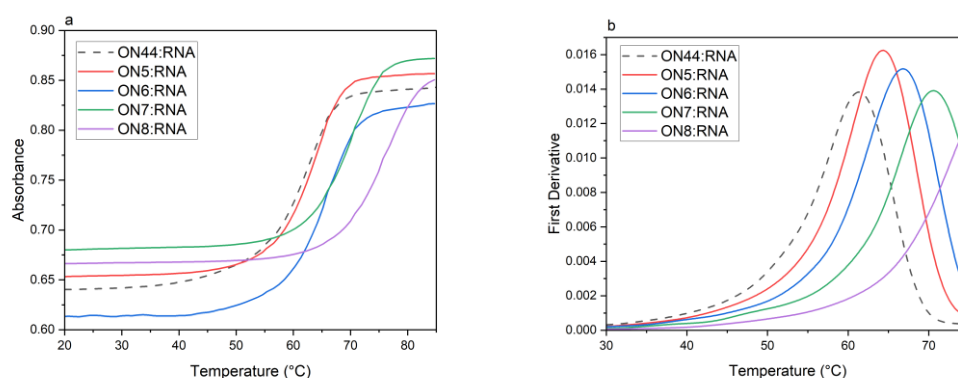 a
0.90
0.85
0.80
0.75
0.70
0.65
0.60
Absorbance
ON44:RNA
ON5:RNA
ON6:RNA
ON7:RNA
ON8:RNA
20 30 40 50 60 70 80
Temperature (°C)
b
0.016
0.014
0.012
0.010
0.008
0.006
0.004
0.002
0.000
First Derivative
ON44:RNA
ON5:RNA
ON6:RNA
ON7:RNA
ON8:RNA
30 40 50 60 70
Temperature (°C)